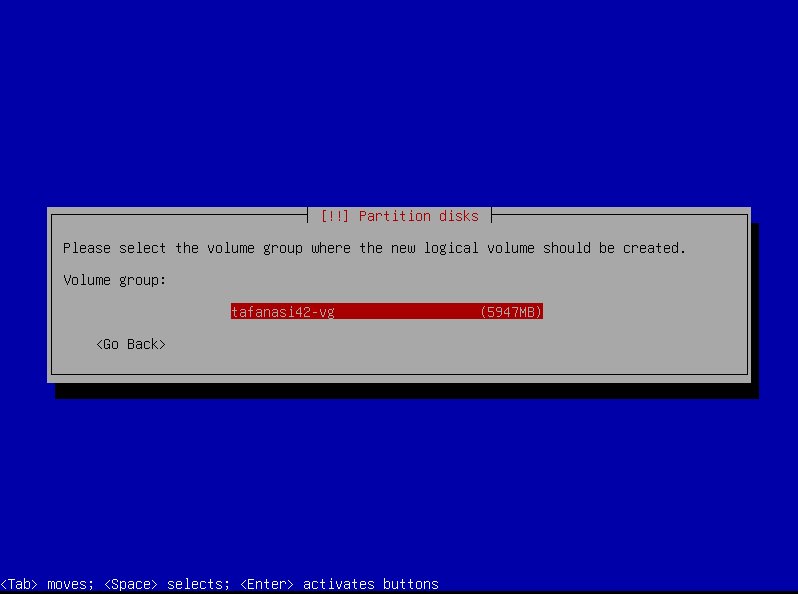 [!!] Partition disks
Please select the volume group where the new logical volume should be created.
Volume group:
tafanasi42-vg (5947MB)
<Go Back>
<Tab> moves; <Space> selects; <Enter> activates buttons